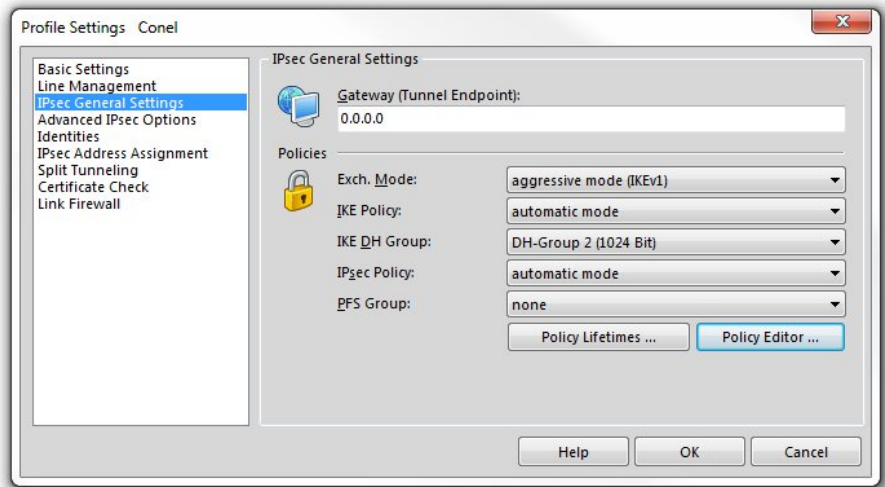 Profile Settings Conel
Basic Settings
Line Management
IPsec General Settings
Advanced IPsec Options
Identities
IPsec Address Assignment
Split Tunneling
Certificate Check
Link Firewall
IPsec General Settings
Gateway (Tunnel Endpoint):
0.0.0.0
Policies
Exch. Mode: aggressive mode (IKEv1)
IKE Policy: automatic mode
IKE DH Group: DH-Group 2 (1024 Bit)
IPsec Policy: automatic mode
PFS Group: none
Policy Lifetimes ... Policy Editor ...
Help OK Cancel